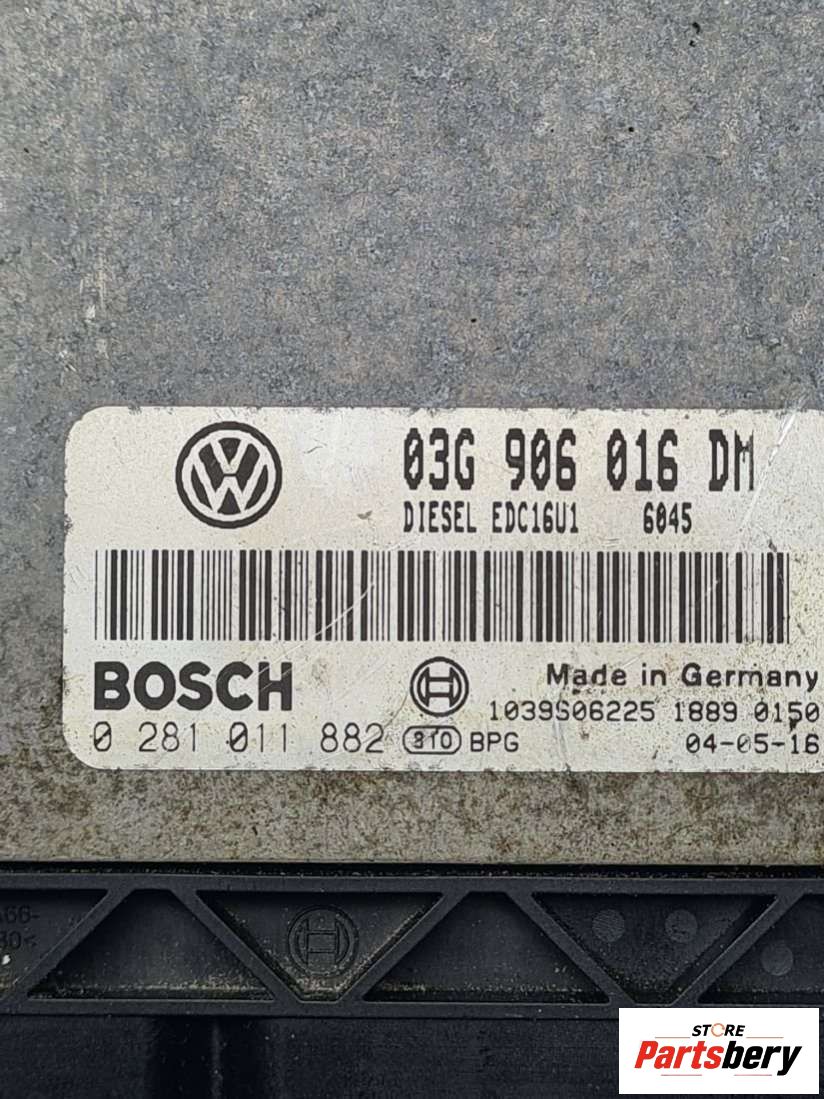 03G 906 016 DM
DIESEL EDC16U1 6045
BOSCH
Made in Germany
1039S06225 1889 0150
0 281 011 882 BPG
04-05-16
STORE
Partsbery